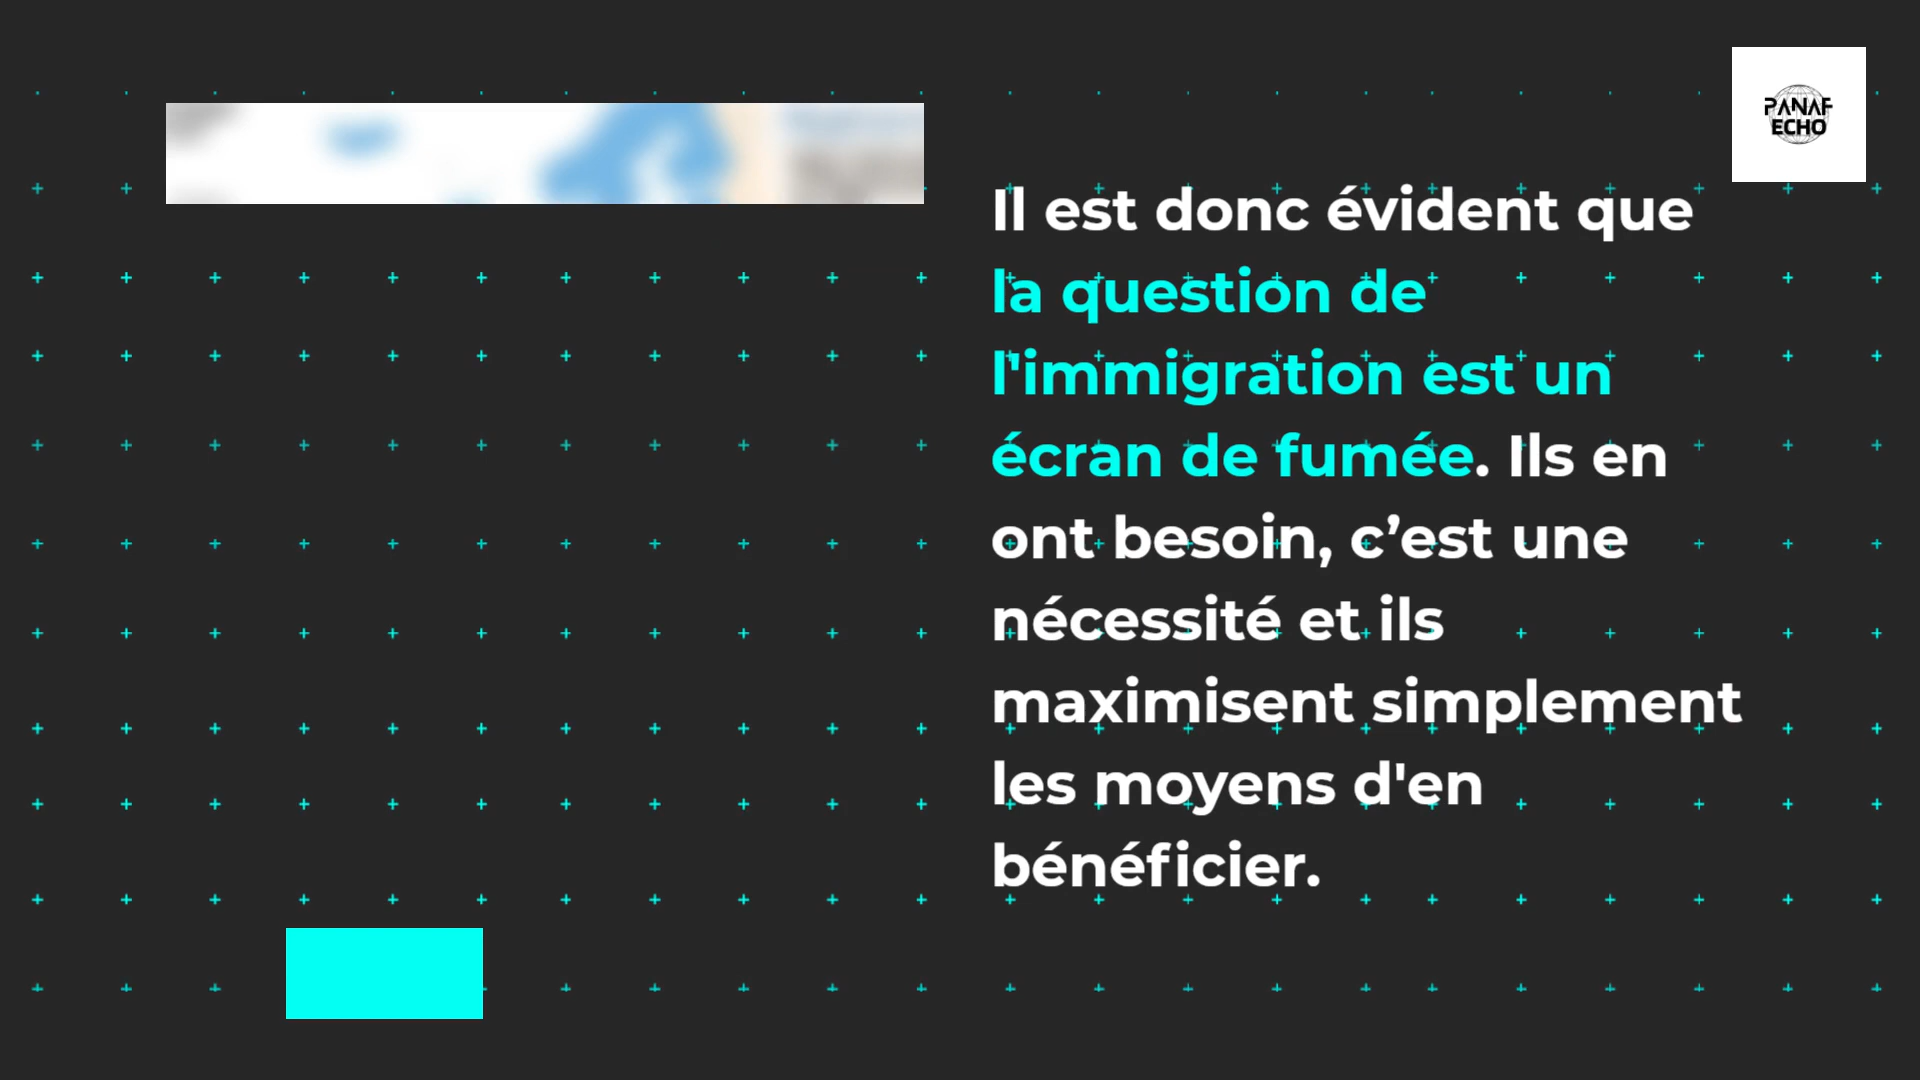 PANAF
ECHO
Il est donc évident que
la question de
l'immigration est un
écran de fumée. Ils en
ont besoin, c’est une
nécessité et ils
maximisent simplement
les moyens d'en
bénéficier.